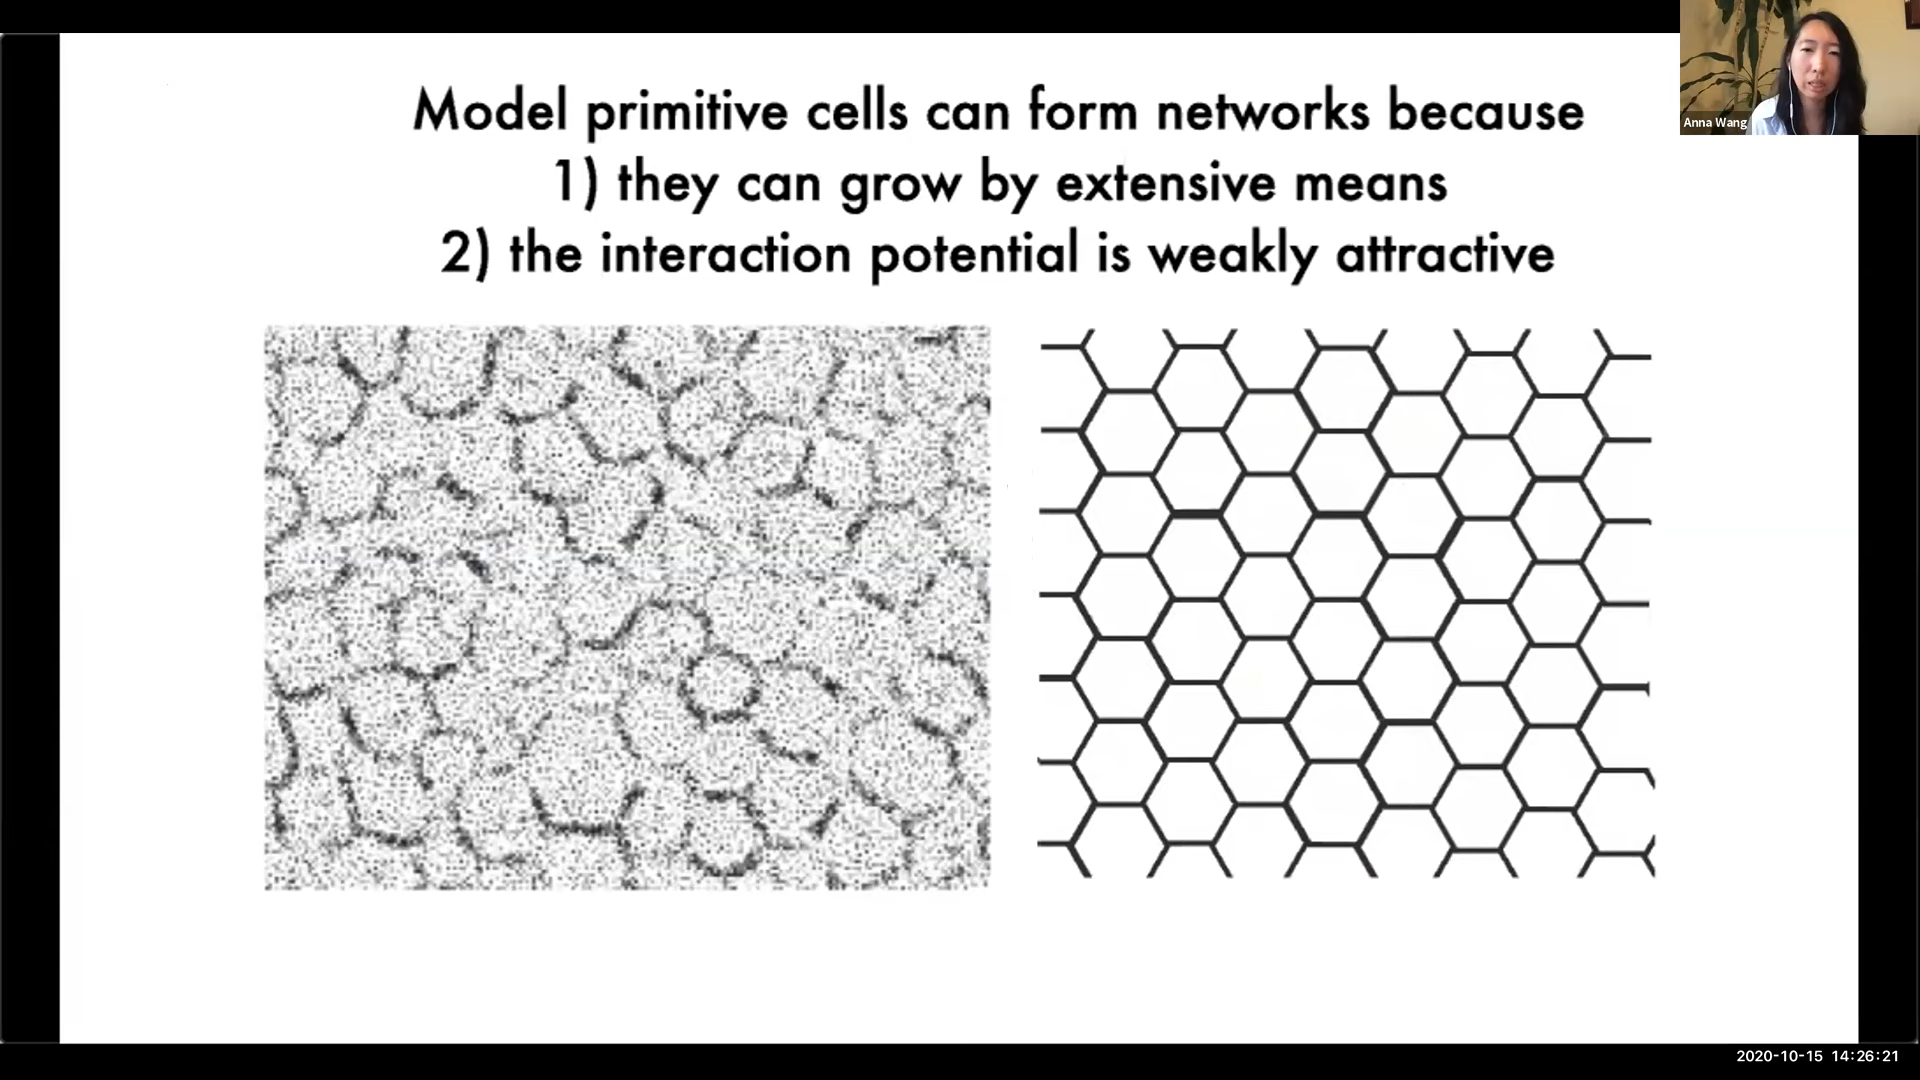 Model primitive cells can form networks because
1) they can grow by extensive means
2) the interaction potential is weakly attractive
Anna Wang
2020-10-15 14:26:21